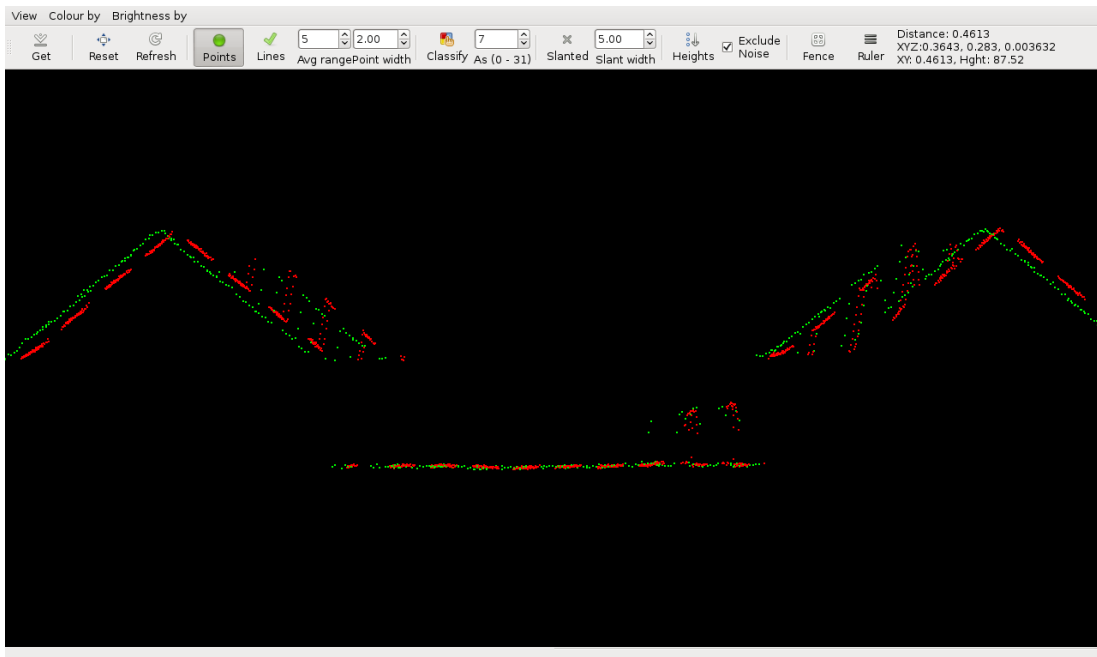 View Colour by Brightness by
Get Reset Refresh Points Lines 5 2.00 Avg range Point width Classify 7 As (0 - 31) Slanted 5.00 Slant width Heights Exclude Noise Fence Ruler
Distance: 0.4613
XYZ:0.3643, 0.283, 0.003632
XY: 0.4613, Hght: 87.52